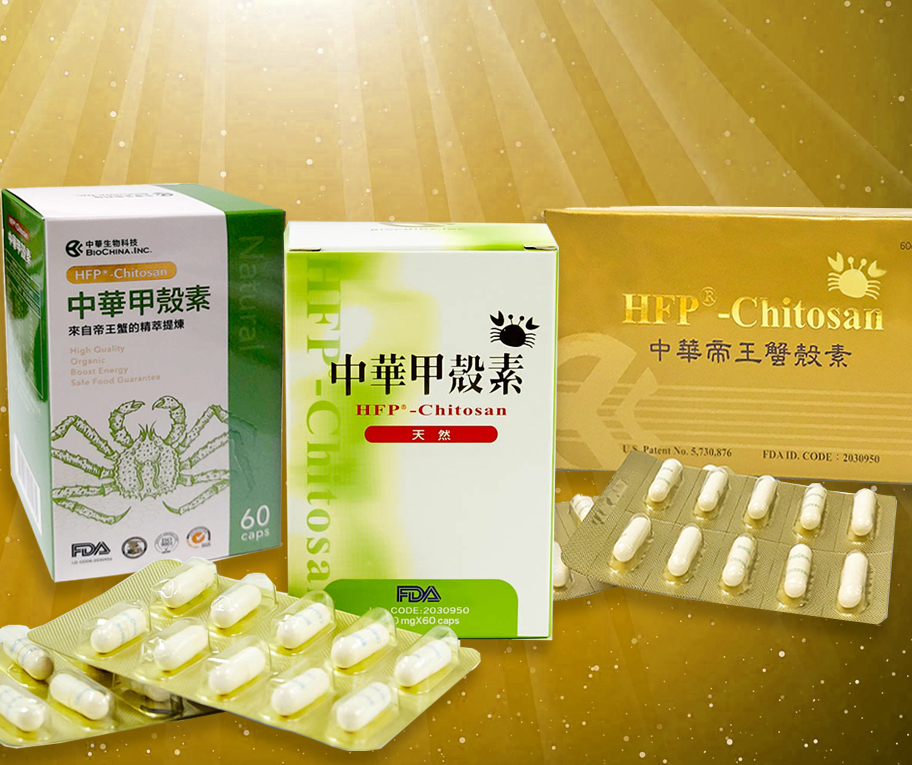 中華生物科技
BIOCHINA.INC.
HFP®-Chitosan
中華甲殼素
來自帝王蟹的精萃提煉
High Quality
Organic
Boost Energy
Safe Food Guarantee
Natural
FDA
60
caps
HFP®-Chitosan
中華甲殼素
HFP®-Chitosan
天然
FDA
CODE:2030950
mgX60 caps
HFP®-Chitosan
中華帝王蟹殼素
U.S. Patent No. 5,730,876
FDA ID. CODE：2030950